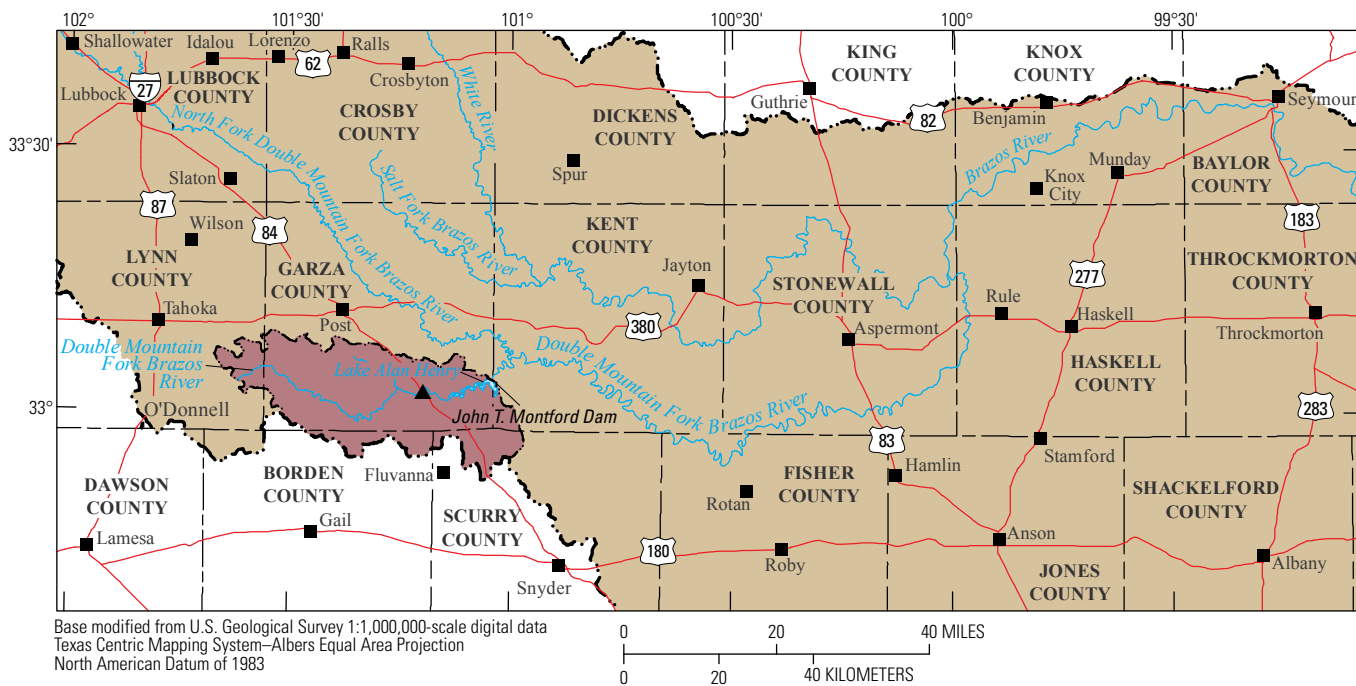 102°
101°30'
101°
100°30'
100°
99°30'
Shallowater
Idalou
Lorenzo
Ralls
62
Crosbyton
KING
COUNTY
KNOX
COUNTY
LUBBOCK
COUNTY
27
Lubbock
White River
CROSBY
COUNTY
DICKENS
COUNTY
Guthrie
82
Benjamin
Seymour
North Fork Double Mountain Fork Brazos River
33°30'
Slaton
Salt Fork Brazos River
Spur
Brazos River
Munday
Knox
City
BAYLOR
COUNTY
87
Wilson
84
183
KENT
COUNTY
LYNN
COUNTY
GARZA
COUNTY
Jayton
STONEWALL
COUNTY
277
THROCKMORTON
COUNTY
Tahoka
Post
380
Aspermont
Rule
Haskell
Throckmorton
Double Mountain
Fork Brazos
River
Lake Alan Henry
Double Mountain Fork Brazos River
HASKELL
COUNTY
33°
O'Donnell
John T. Montford Dam
83
283
Stamford
DAWSON
COUNTY
BORDEN
COUNTY
Fluvanna
Rotan
FISHER
COUNTY
Hamlin
SHACKELFORD
COUNTY
Lamesa
Gail
SCURRY
COUNTY
180
Roby
Anson
Albany
Snyder
JONES
COUNTY
Base modified from U.S. Geological Survey 1:1,000,000-scale digital data
Texas Centric Mapping System–Albers Equal Area Projection
North American Datum of 1983
0 20 40 MILES
0 20 40 KILOMETERS